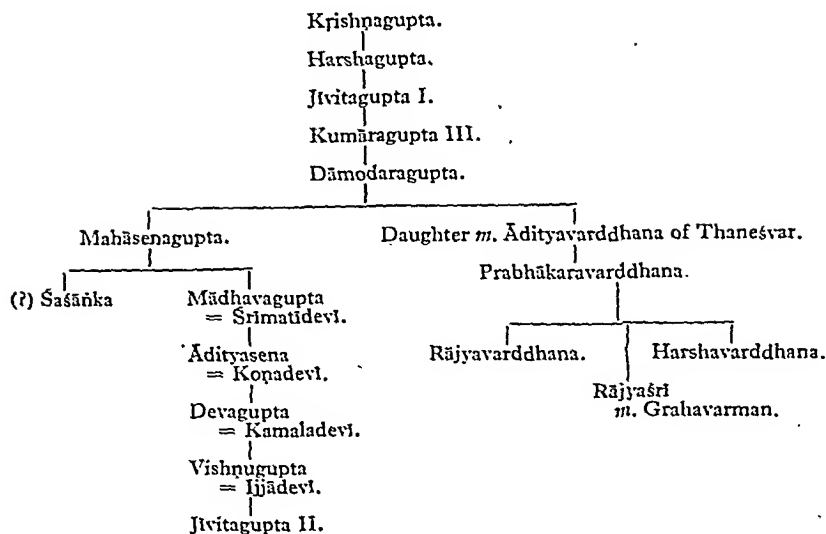 Kṛishṇagupta.
Harshagupta.
Jīvitagupta I.
Kumāragupta III.
Dāmodaragupta.
Mahāsenagupta. Daughter m. Ādityavarddhana of Thaneśvar.
Prabhākaravarddhana.
(?) Śaśāṅka Mādhavagupta
= Śrīmatīdevī.
Rājyavarddhana. Harshavarddhana.
Ādityasena
= Koṇadevī.
Rājyaśrī
m. Grahavarman.
Devagupta
= Kamaladevī.
Vishṇugupta
= Ijjādevī.
Jīvitagupta II.